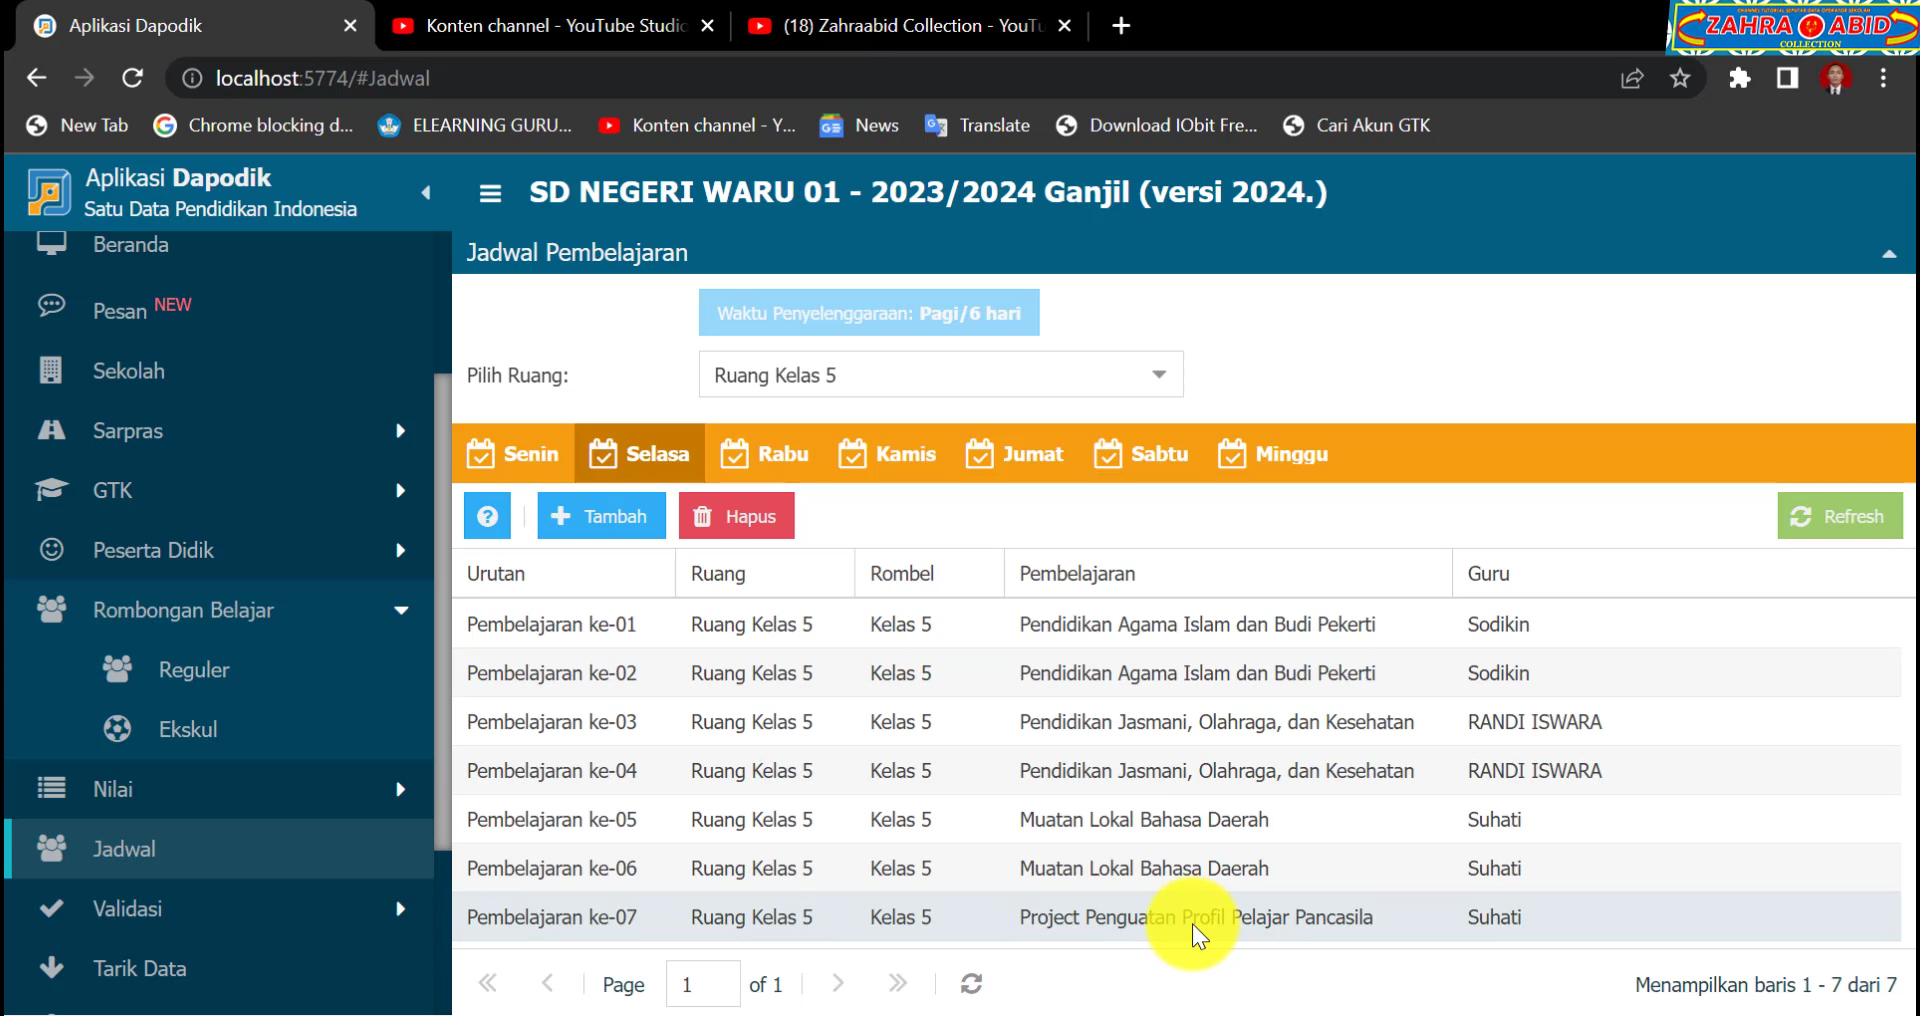 Aplikasi Dapodik
Konten channel - YouTube Studio
(18) Zahraabid Collection - YouTu
ZAHRA ABID
COLLECTION
localhost:5774/#Jadwal
New Tab
Chrome blocking d...
ELEARNING GURU...
Konten channel - Y...
News
Translate
Download IObit Fre...
Cari Akun GTK
Aplikasi Dapodik
Satu Data Pendidikan Indonesia
SD NEGERI WARU 01 - 2023/2024 Ganjil (versi 2024.)
Beranda
Pesan NEW
Sekolah
Sarpras
GTK
Peserta Didik
Rombongan Belajar
Reguler
Ekskul
Nilai
Jadwal
Validasi
Tarik Data
Jadwal Pembelajaran
Waktu Penyelenggaraan: Pagi/6 hari
Pilih Ruang:
Ruang Kelas 5
Senin Selasa Rabu Kamis Jumat Sabtu Minggu
? Tambah Hapus Refresh
Urutan Ruang Rombel Pembelajaran Guru
Pembelajaran ke-01 Ruang Kelas 5 Kelas 5 Pendidikan Agama Islam dan Budi Pekerti Sodikin
Pembelajaran ke-02 Ruang Kelas 5 Kelas 5 Pendidikan Agama Islam dan Budi Pekerti Sodikin
Pembelajaran ke-03 Ruang Kelas 5 Kelas 5 Pendidikan Jasmani, Olahraga, dan Kesehatan RANDI ISWARA
Pembelajaran ke-04 Ruang Kelas 5 Kelas 5 Pendidikan Jasmani, Olahraga, dan Kesehatan RANDI ISWARA
Pembelajaran ke-05 Ruang Kelas 5 Kelas 5 Muatan Lokal Bahasa Daerah Suhati
Pembelajaran ke-06 Ruang Kelas 5 Kelas 5 Muatan Lokal Bahasa Daerah Suhati
Pembelajaran ke-07 Ruang Kelas 5 Kelas 5 Project Penguatan Profil Pelajar Pancasila Suhati
Page 1 of 1
Menampilkan baris 1 - 7 dari 7